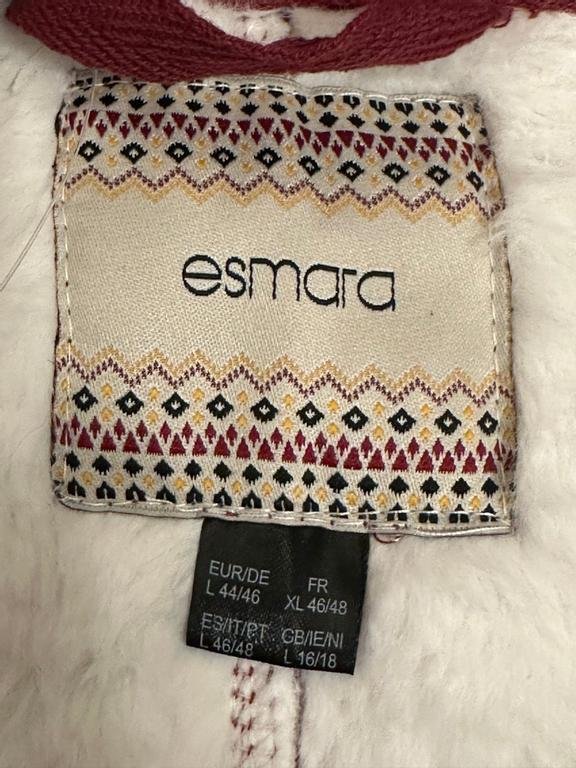 esmara
EUR/DE FR
L 44/46 XL 46/48
ES/IT/PT GB/IE/NI
L 46/48 L 16/18